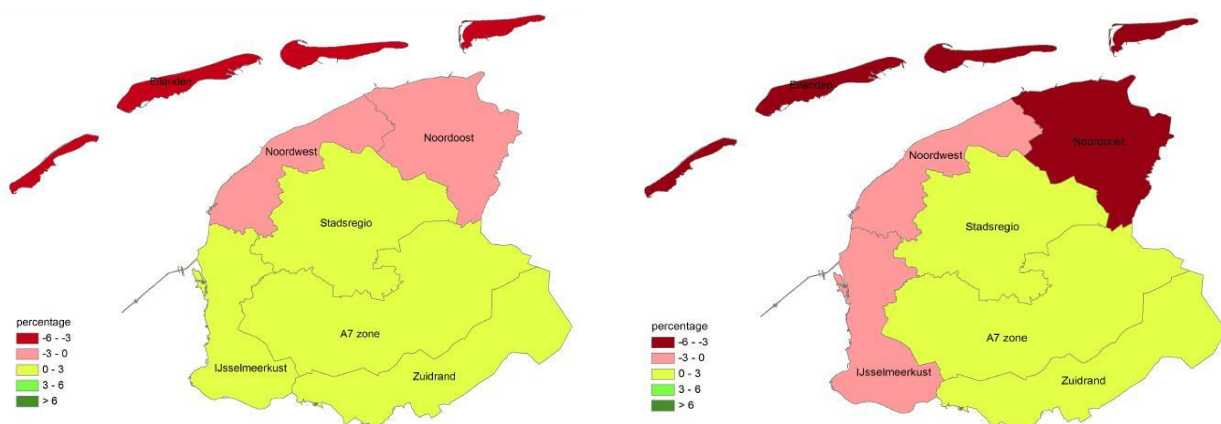 Eilanden
Noordoost
Noordwest
Stadsregio
A7 zone
IJsselmeerkust
Zuidrand
percentage
-6 - -3
-3 - 0
0 - 3
3 - 6
> 6
Eilanden
Noordoost
Noordwest
Stadsregio
A7 zone
IJsselmeerkust
Zuidrand
percentage
-6 - -3
-3 - 0
0 - 3
3 - 6
> 6